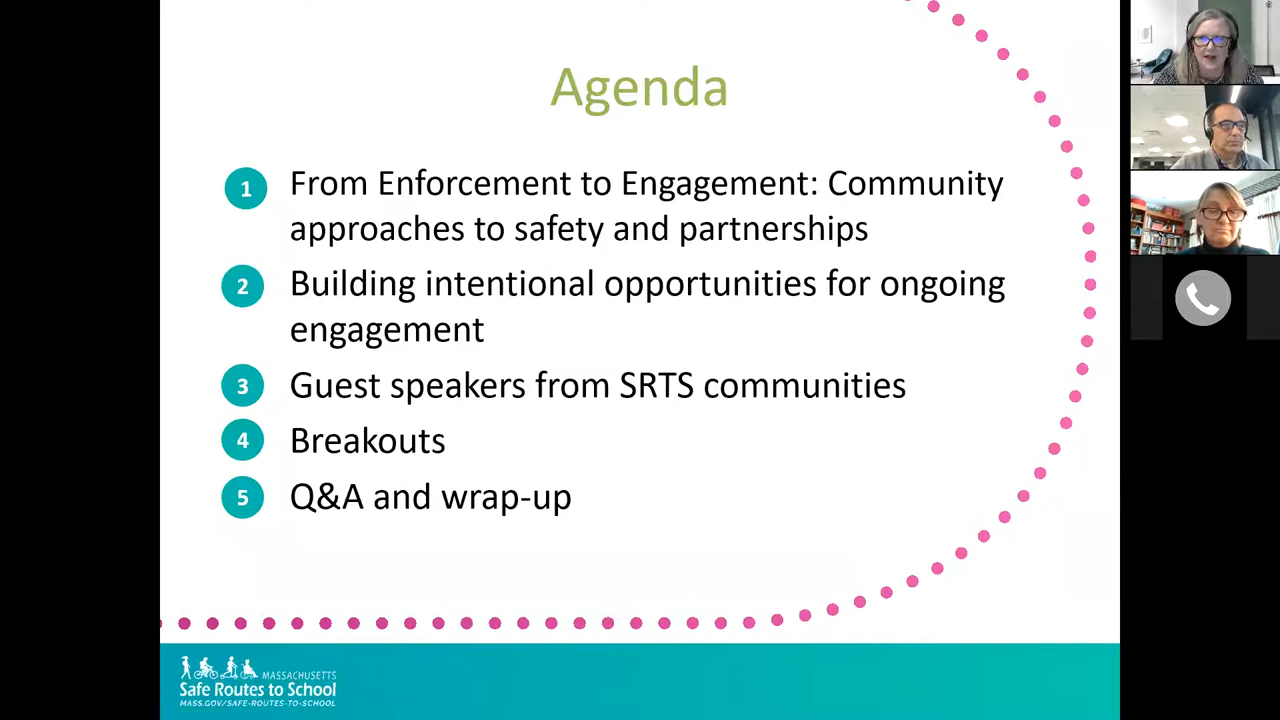 Agenda
1 From Enforcement to Engagement: Community
approaches to safety and partnerships
2 Building intentional opportunities for ongoing
engagement
3 Guest speakers from SRTS communities
4 Breakouts
5 Q&A and wrap-up
MASSACHUSETTS
Safe Routes to School
MASS.GOV/SAFE-ROUTES-TO-SCHOOL